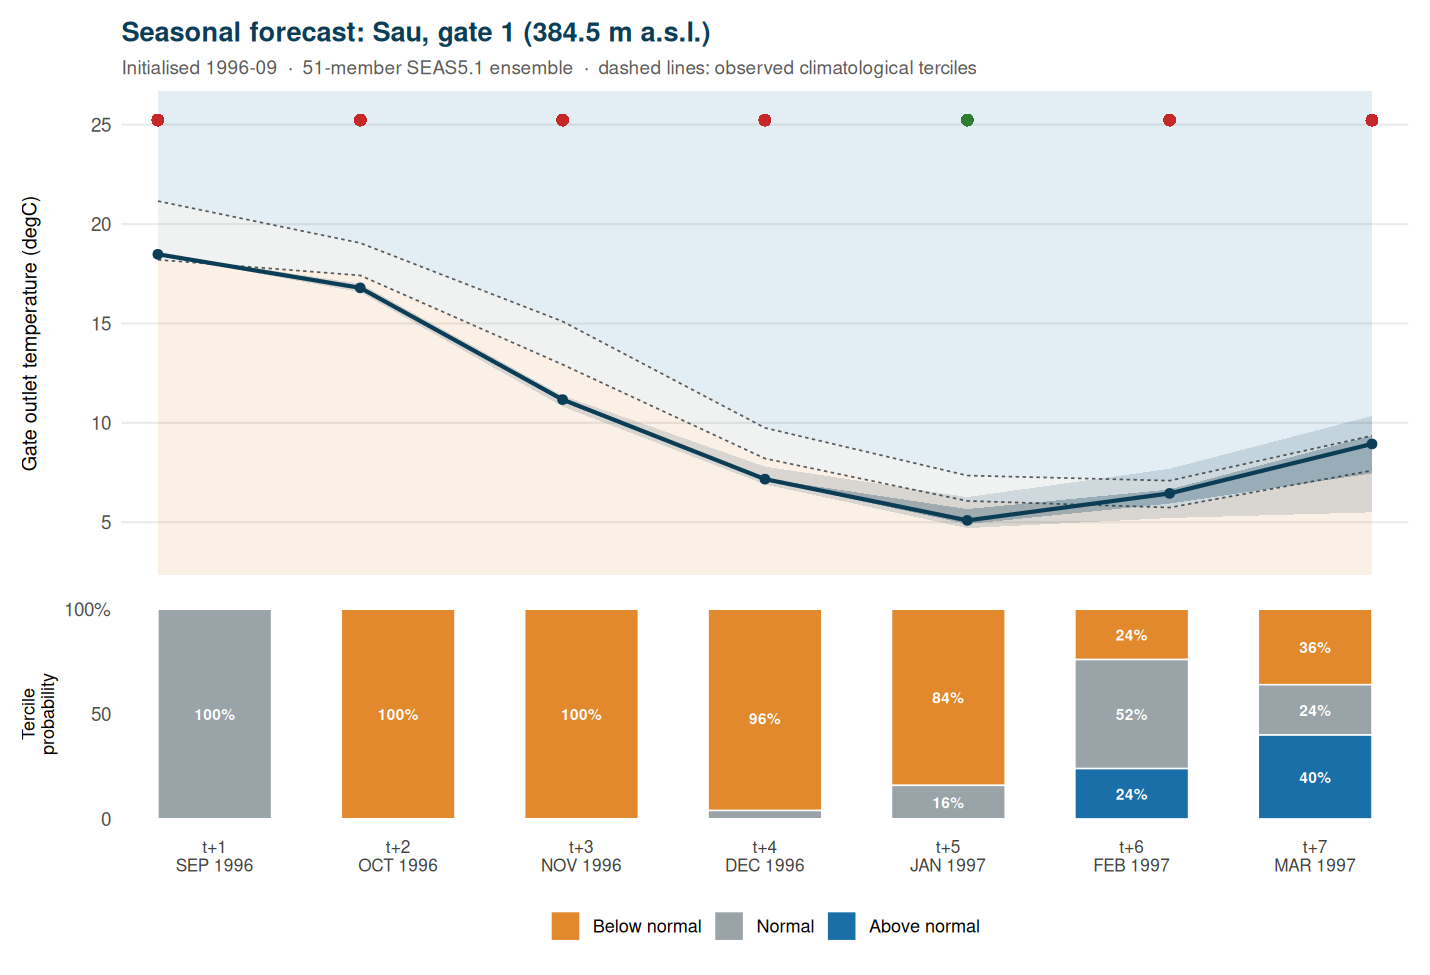 Seasonal forecast: Sau, gate 1 (384.5 m a.s.l.)
Initialised 1996-09 · 51-member SEAS5.1 ensemble · dashed lines: observed climatological terciles
Gate outlet temperature (degC)
25
20
15
10
5
Tercile
probability
100%
50
0
100%
100%
100%
96%
84%
16%
24%
52%
24%
36%
24%
40%
t+1
SEP 1996
t+2
OCT 1996
t+3
NOV 1996
t+4
DEC 1996
t+5
JAN 1997
t+6
FEB 1997
t+7
MAR 1997
Below normal
Normal
Above normal